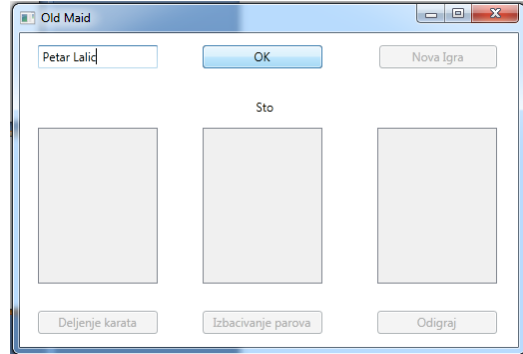 Old Maid
Petar Lalic
OK
Nova Igra
Sto
Deljenje karata
Izbacivanje parova
Odigraj